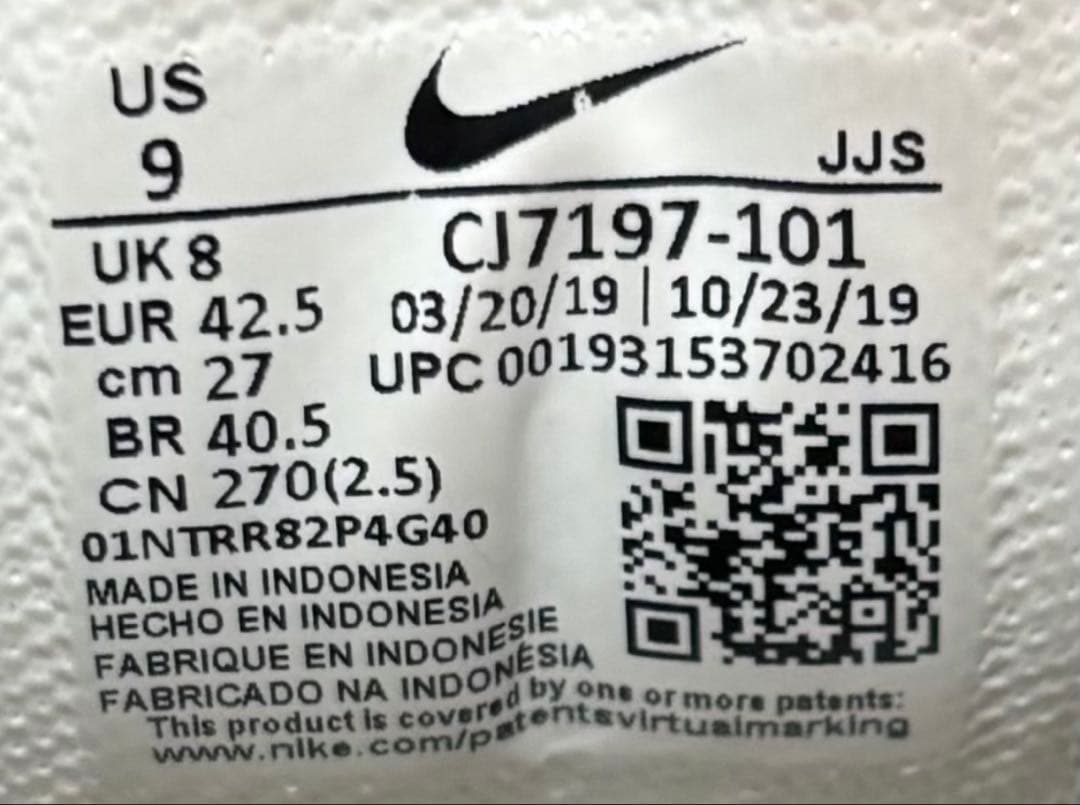 US
9
JJS
UK 8
CJ7197-101
EUR 42.5
03/20/19 | 10/23/19
cm 27
UPC 00193153702416
BR 40.5
CN 270(2.5)
01NTRR82P4G40
MADE IN INDONESIA
HECHO EN INDONESIA
FABRIQUE EN INDONESIE
FABRICADO NA INDONÉSIA
This product is covered by one or more patents:
www.nike.com/patentsvirtualmarking